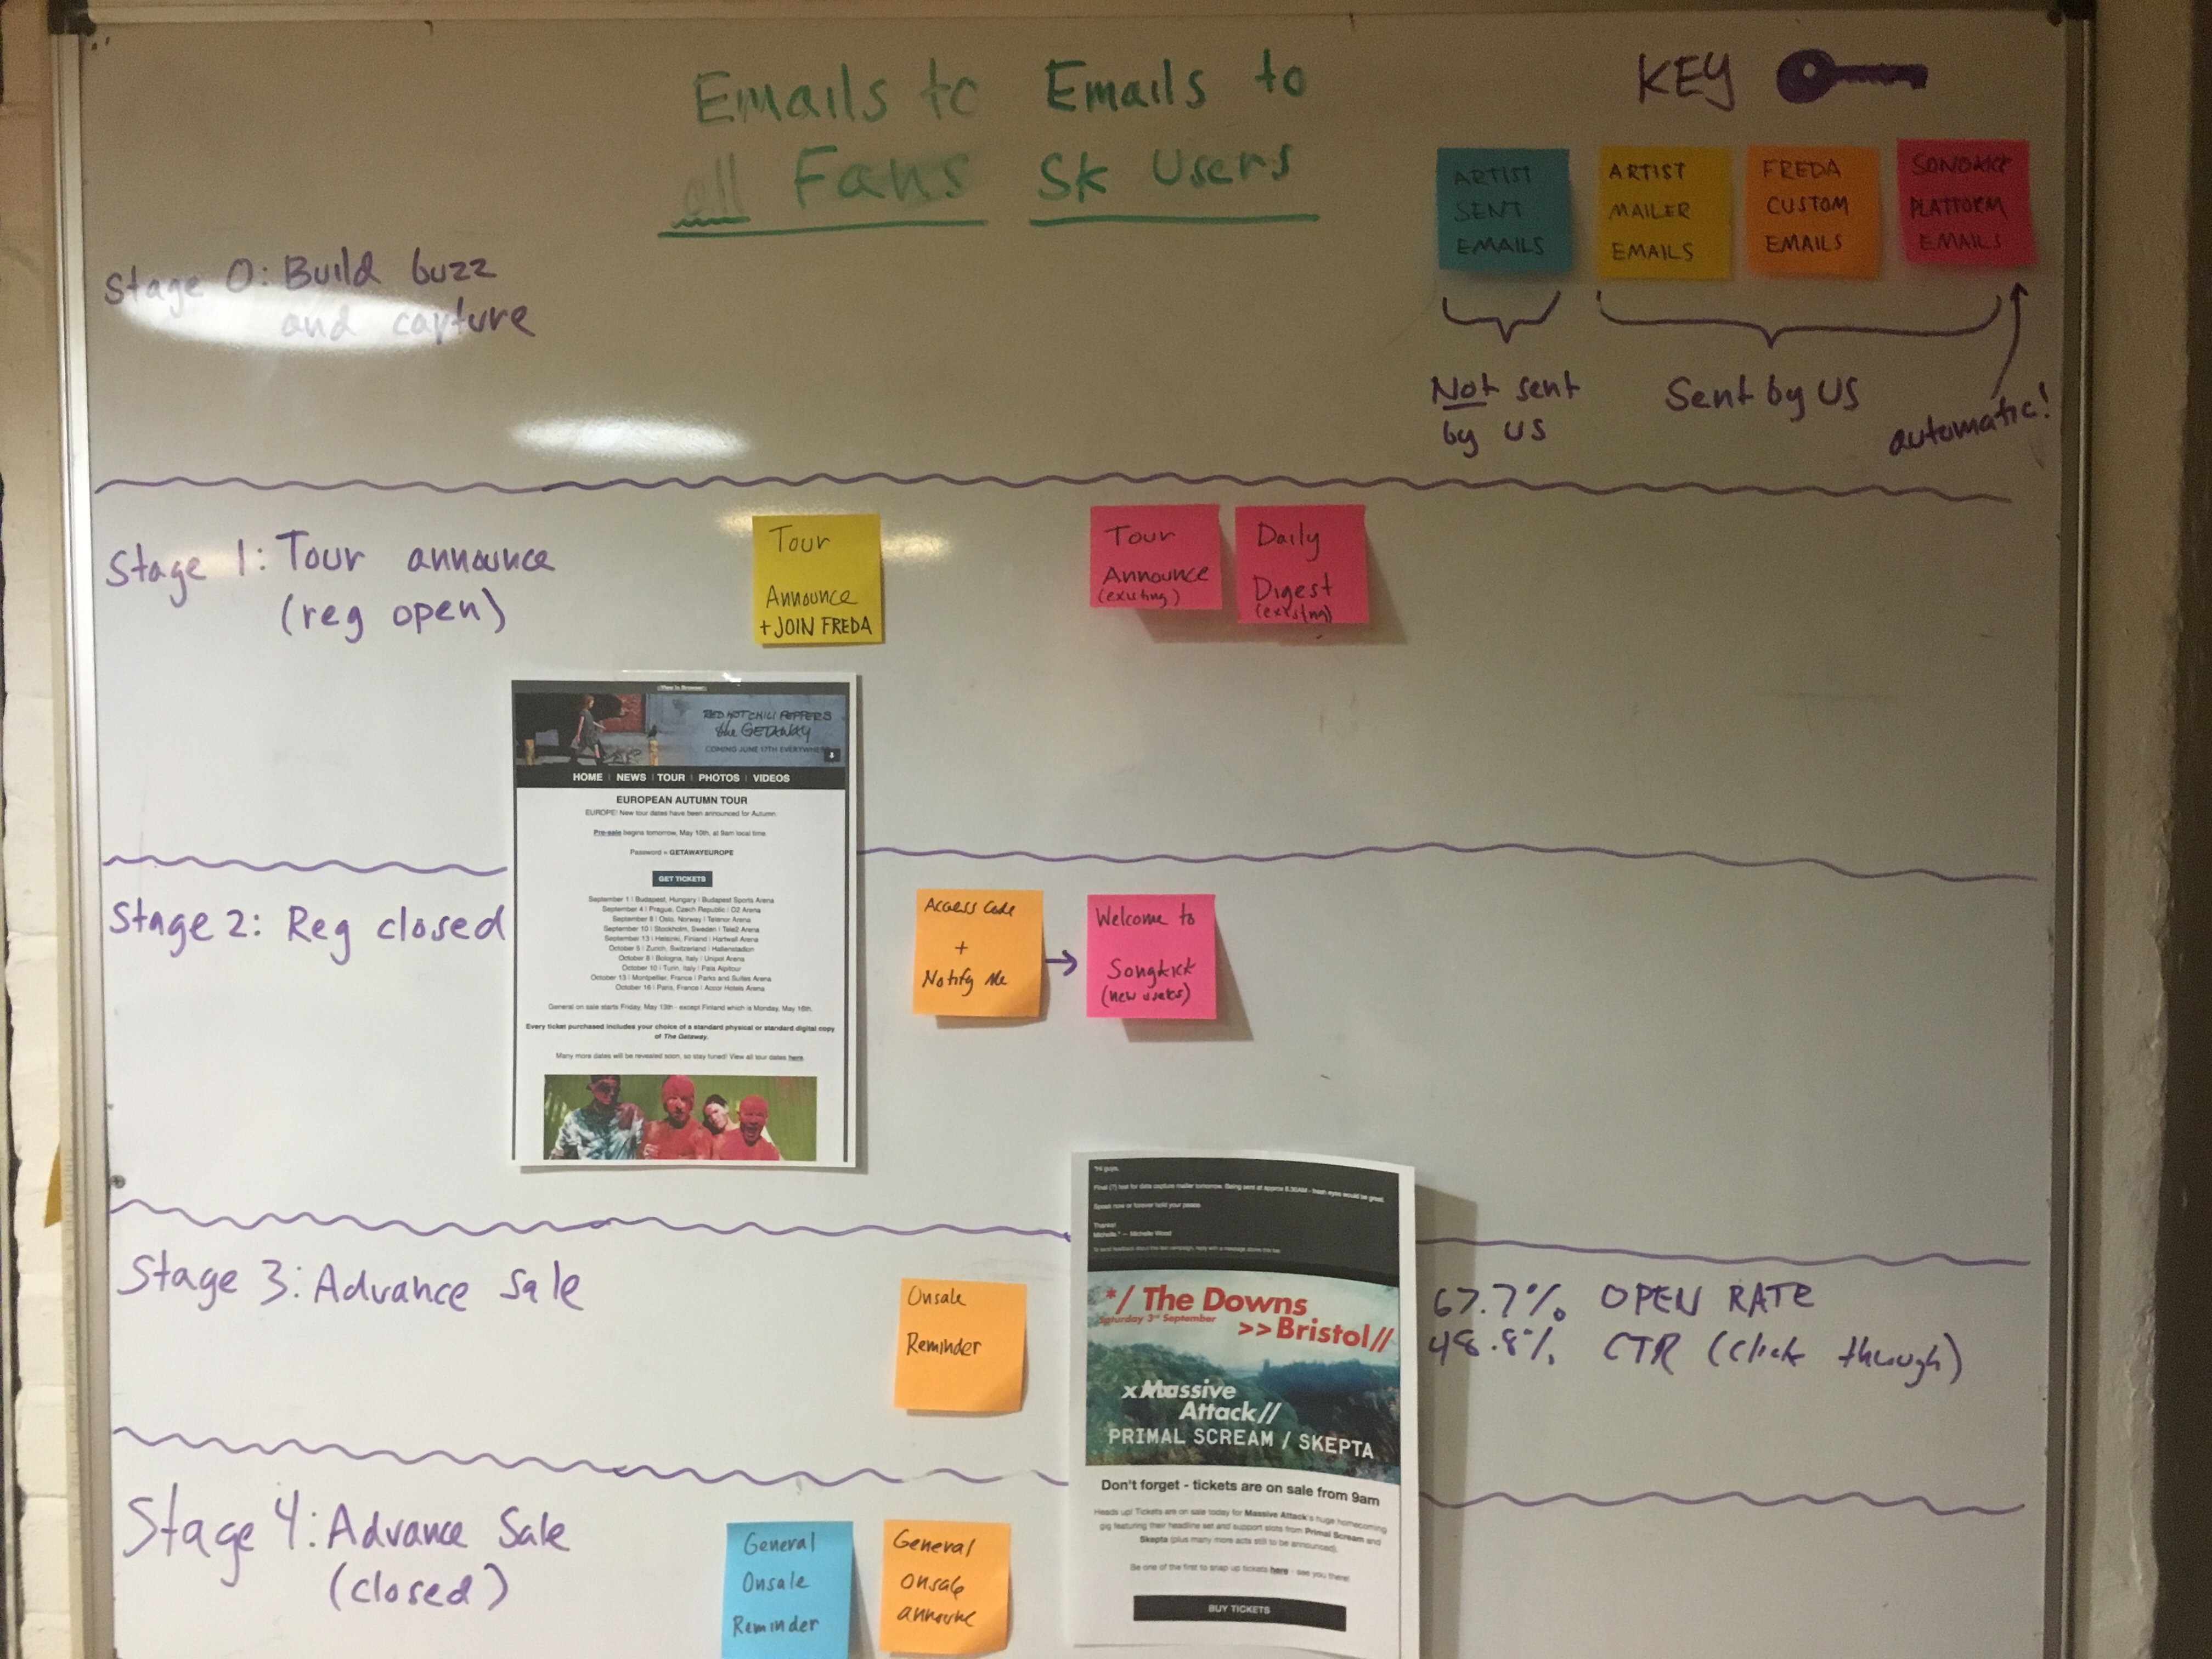 Emails to
all Fans
Emails to
Sk Users
KEY
ARTIST
SENT
EMAILS
ARTIST
MAILER
EMAILS
FREDA
CUSTOM
EMAILS
SONGKICK
PLATFORM
EMAILS
Not sent
by us
Sent by US
automatic!
Stage 0: Build buzz
and capture
Stage 1: Tour announce
(reg open)
Tour
Announce
+ JOIN FREDA
Tour
Announce
(existing)
Daily
Digest
(existing)
View in Browser
RED HOT CHILI PEPPERS
the GETAWAY
COMING JUNE 17TH EVERYWHERE
HOME | NEWS | TOUR | PHOTOS | VIDEOS
EUROPEAN AUTUMN TOUR
EUROPE! New tour dates have been announced for Autumn.
Pre-sale begins tomorrow, May 10th, at 9am local time.
Password = GETAWAYEUROPE
GET TICKETS
September 1 | Budapest, Hungary | Budapest Sports Arena
September 4 | Prague, Czech Republic | O2 Arena
September 8 | Oslo, Norway | Telenor Arena
September 10 | Stockholm, Sweden | Tele2 Arena
September 13 | Helsinki, Finland | Hartwall Arena
October 5 | Zurich, Switzerland | Hallenstadion
October 8 | Bologna, Italy | Unipol Arena
October 10 | Turin, Italy | Pala Alpitour
October 13 | Montpellier, France | Parks and Suites Arena
October 16 | Paris, France | Accor Hotels Arena
General on sale starts Friday, May 13th - except Finland which is Monday, May 16th.
Every ticket purchased includes your choice of a standard physical or standard digital copy
of The Getaway.
Many more dates will be revealed soon, so stay tuned! View all tour dates here.
Stage 2: Reg closed
Access Code
+
Notify Me
Welcome to
Songkick
(new users)
"Hi guys,
Final (?) test for data capture mailer tomorrow. Being sent at approx 8.30AM - fresh eyes would be great.
Speak now or forever hold your peace.
Thanks!
Michelle " — Michelle Wood
Stage 3: Advance Sale
Onsale
Reminder
*/ The Downs
Saturday 3rd September
>> Bristol//
x Massive
Attack//
PRIMAL SCREAM / SKEPTA
Don't forget - tickets are on sale from 9am
Heads up! Tickets are on sale today for Massive Attack's huge homecoming
gig featuring their headline set and support slots from Primal Scream and
Skepta (plus many more acts still to be announced).
Be one of the first to snap up tickets here - see you there!
BUY TICKETS
67.7% OPEN RATE
48.8% CTR (click through)
Stage 4: Advance Sale
(closed)
General
Onsale
Reminder
General
onsale
announce